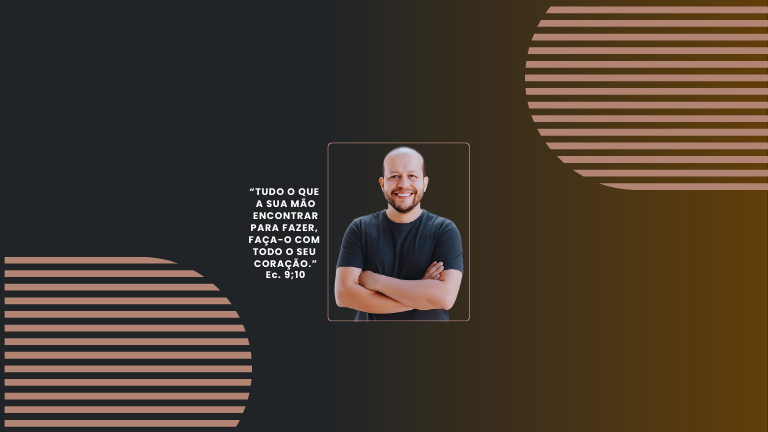 “TUDO O QUE
A SUA MÃO
ENCONTRAR
PARA FAZER,
FAÇA-O COM
TODO O SEU
CORAÇÃO.”
Ec. 9;10